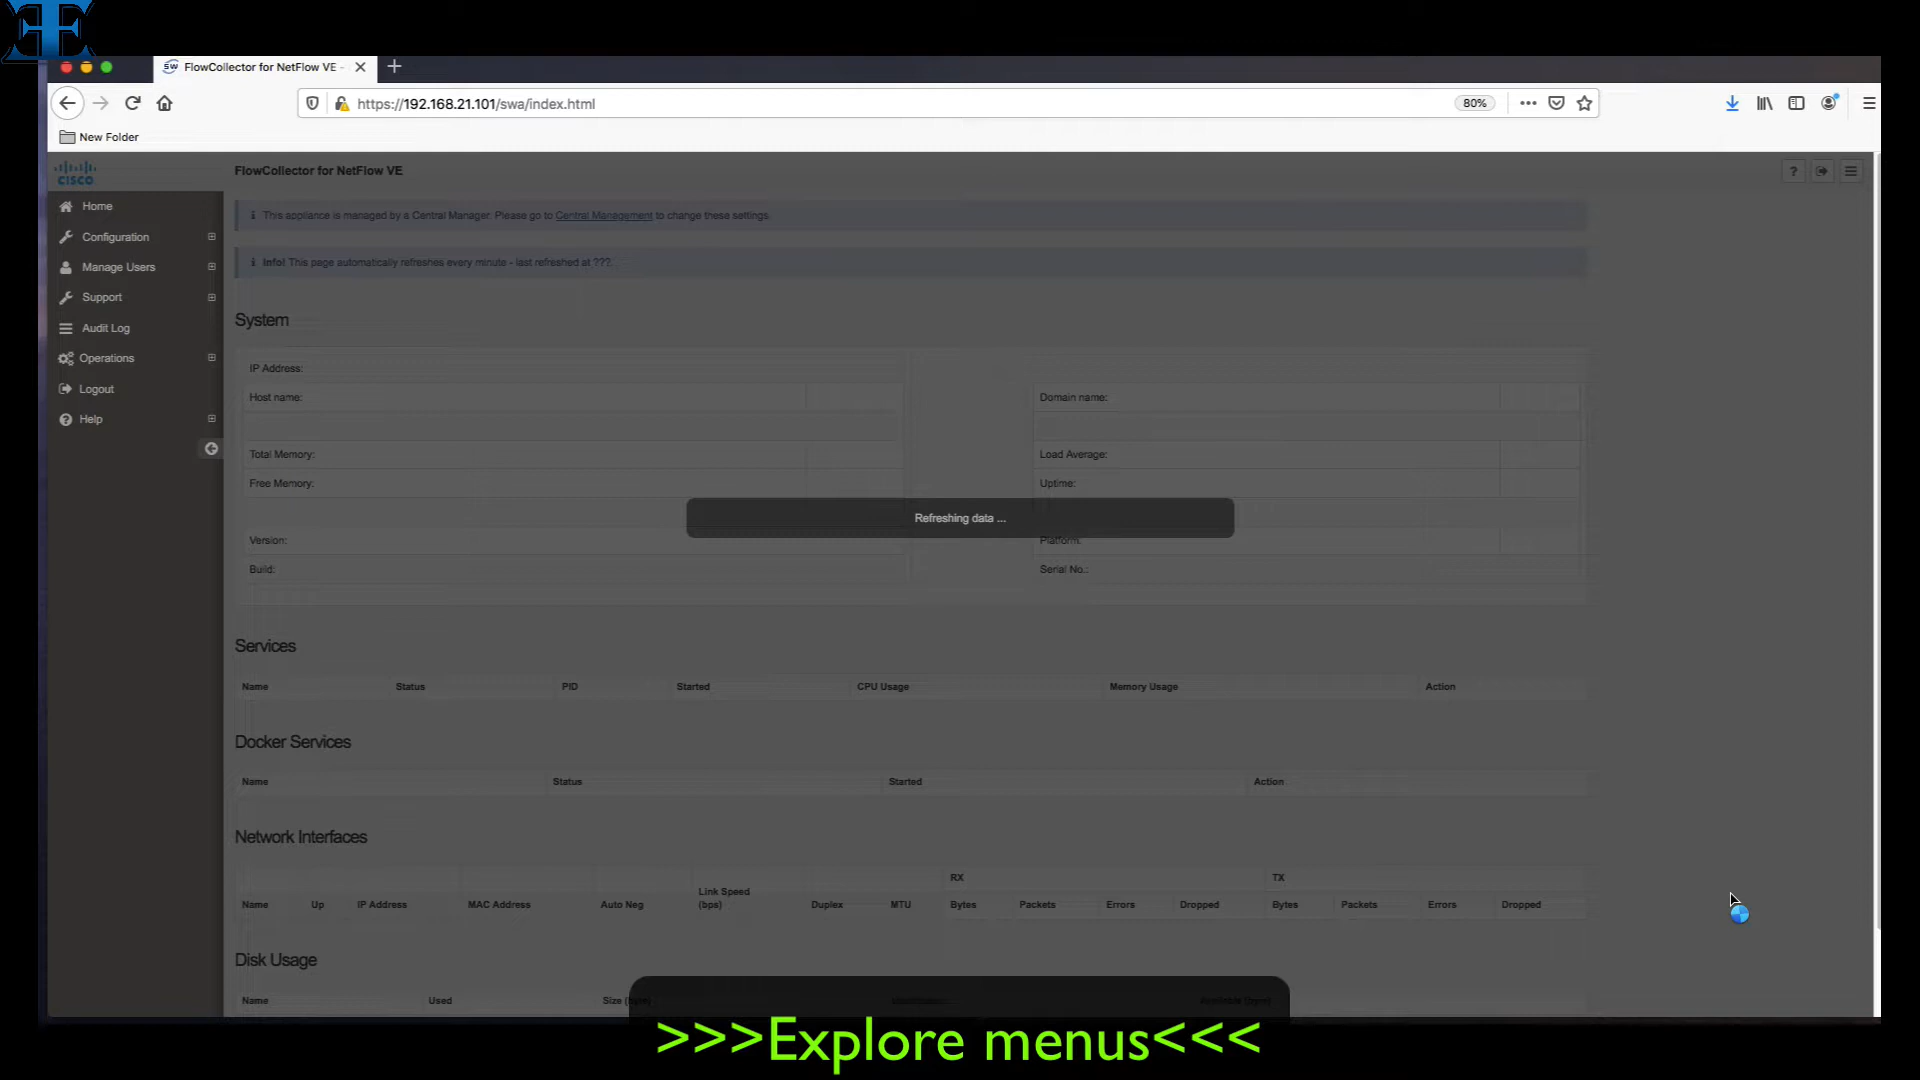 FlowCollector for NetFlow VE -
https://192.168.21.101/swa/index.html
80%
New Folder
CISCO
FlowCollector for NetFlow VE
?
Home
Configuration
Manage Users
Support
Audit Log
Operations
Logout
Help
This appliance is managed by a Central Manager. Please go to Central Management to change these settings.
Info! This page automatically refreshes every minute - last refreshed at ???.
System
IP Address:
Host name:
Domain name:
Total Memory:
Load Average:
Free Memory:
Uptime:
Refreshing data ...
Version:
Platform:
Build:
Serial No.:
Services
Name Status PID Started CPU Usage Memory Usage Action
Docker Services
Name Status Started Action
Network Interfaces
RX TX
Name Up IP Address MAC Address Auto Neg Link Speed (bps) Duplex MTU Bytes Packets Errors Dropped Bytes Packets Errors Dropped
Disk Usage
Name Used Size (byte) Available (byte)
>>>Explore menus<<<